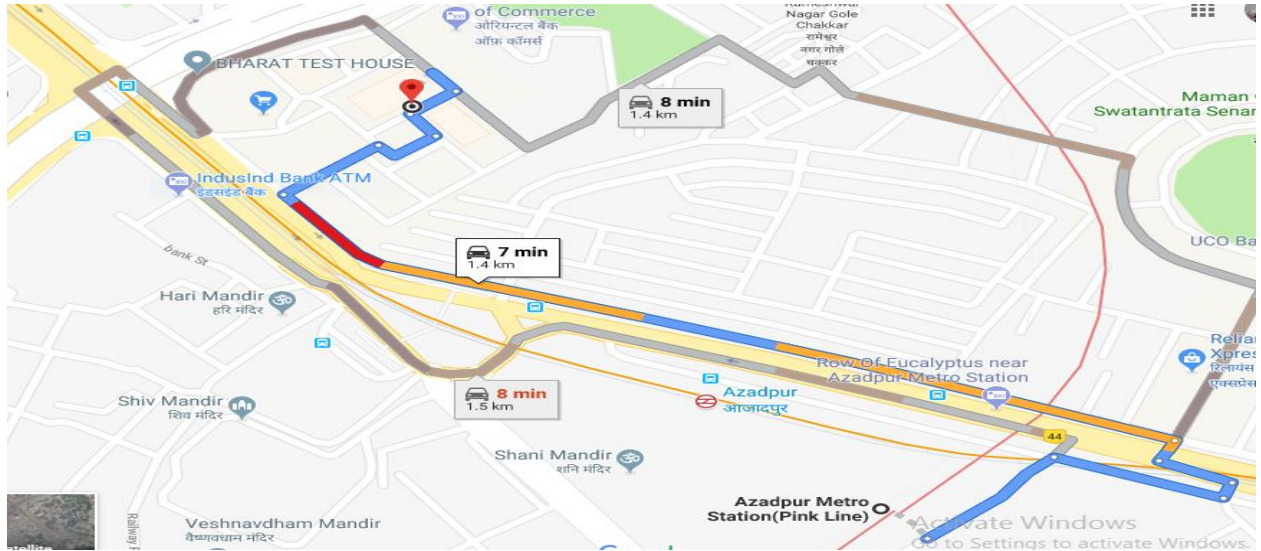 of Commerce
ओरियन्टल बैंक
ऑफ़ कॉमर्स
Nagar Gole
Chakkar
रामेश्वर
नगर गोले
चक्कर
BHARAT TEST HOUSE
8 min
1.4 km
Maman
Swatantrata Senan
IndusInd Bank ATM
इंडसइंड बैंक
UCO Ba
bank St
7 min
1.4 km
Hari Mandir
हरि मंदिर
Row Of Eucalyptus near
Azadpur Metro Station
Relia
Xpres
रिलायंस
एक्सप्रेस
8 min
1.5 km
Azadpur
आजादपुर
Shiv Mandir
शिव मंदिर
44
Shani Mandir
शनि मंदिर
Azadpur Metro
Station(Pink Line)
Veshnavdham Mandir
वैष्णवधाम मंदिर
Activate Windows
Go to Settings to activate Windows.